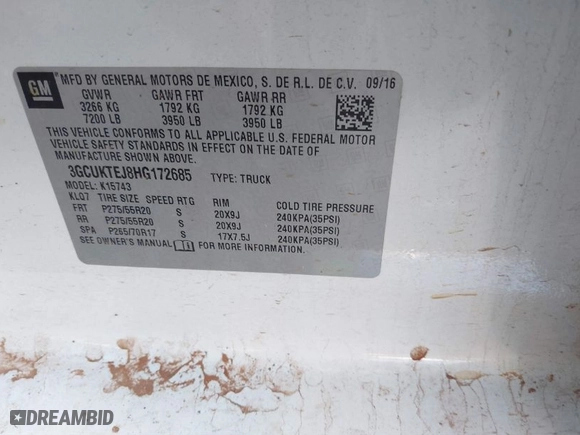 GM
MFD BY GENERAL MOTORS DE MEXICO, S. DE R.L. DE C.V. 09/16
GVWR GAWR FRT GAWR RR
3266 KG 1792 KG 1792 KG
7200 LB 3950 LB 3950 LB
THIS VEHICLE CONFORMS TO ALL APPLICABLE U.S. FEDERAL MOTOR
VEHICLE SAFETY STANDARDS IN EFFECT ON THE DATE OF
MANUFACTURE SHOWN ABOVE.
3GCUKTEJ8HG172685 TYPE: TRUCK
MODEL: K15743
KLQ7 TIRE SIZE SPEED RTG RIM COLD TIRE PRESSURE
FRT P275/55R20 S 20X9J 240KPA(35PSI)
RR P275/55R20 S 20X9J 240KPA(35PSI)
SPA P265/70R17 S 17X7.5J 240KPA(35PSI)
SEE OWNER'S MANUAL FOR MORE INFORMATION.
DREAMBID